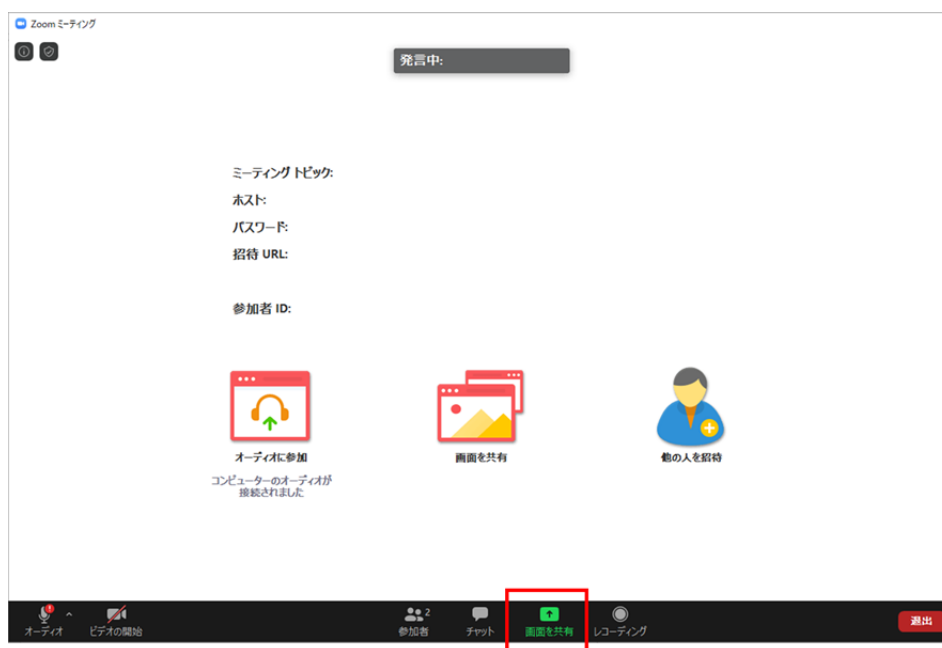 Zoom ミーティング
発言中:
ミーティング トピック:
ホスト:
パスワード:
招待 URL:
参加者 ID:
オーディオに参加
画面を共有
他の人を招待
コンピューターのオーディオが
接続されました
オーディオ
ビデオの開始
2
参加者
チャット
画面を共有
レコーディング
退出